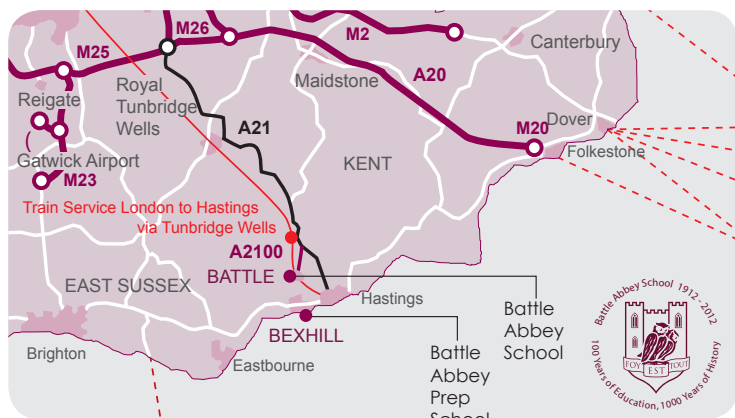 M25
M26
M2
Canterbury
Reigate
Royal
Tunbridge
Wells
Maidstone
A20
A21
Dover
M20
Folkestone
Gatwick Airport
M23
KENT
Train Service London to Hastings
via Tunbridge Wells
A2100
BATTLE
EAST SUSSEX
Hastings
BEXHILL
Brighton
Eastbourne
Battle
Abbey
School
Battle
Abbey
Prep
School
Battle Abbey School 1912 - 2012
FOY EST TOUT
100 Years of Education, 1000 Years of History